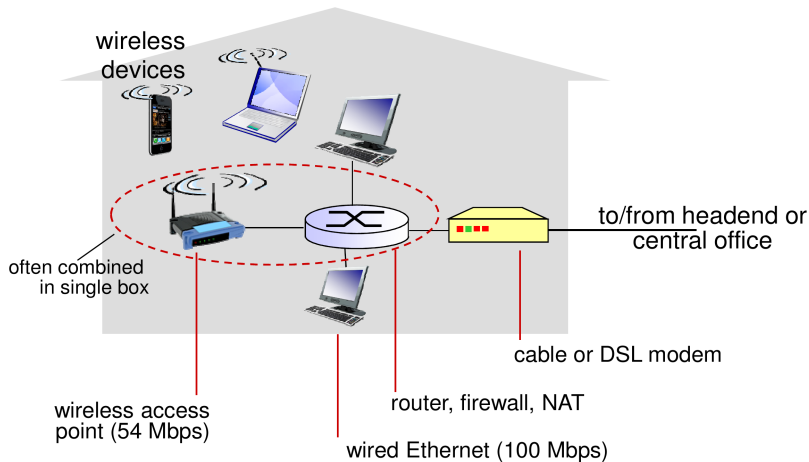 wireless
devices
to/from headend or
central office
often combined
in single box
cable or DSL modem
router, firewall, NAT
wireless access
point (54 Mbps)
wired Ethernet (100 Mbps)